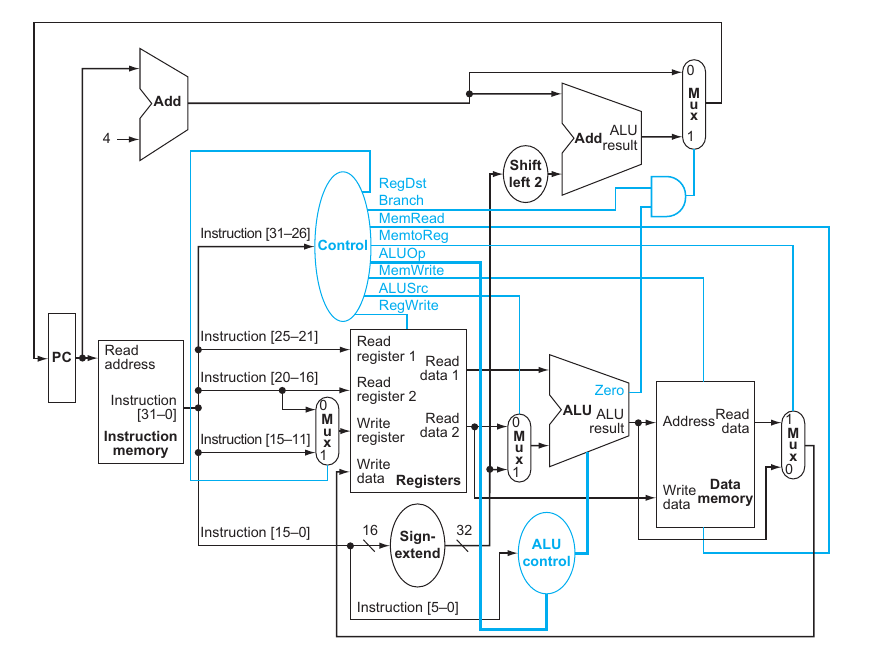 0
M
u
x
1
Add
4
Add
ALU
result
Shift
left 2
RegDst
Branch
MemRead
MemtoReg
ALUOp
MemWrite
ALUSrc
RegWrite
Control
Instruction [31–26]
Instruction [25–21]
Instruction [20–16]
Instruction [15–11]
Instruction [15–0]
Instruction [5–0]
PC
Read
address
Instruction
[31–0]
Instruction
memory
0
M
u
x
1
Read
register 1
Read
register 2
Write
register
Write
data
Read
data 1
Read
data 2
Registers
0
M
u
x
1
Zero
ALU
ALU
result
Address
Read
data
Write
data
Data
memory
1
M
u
x
0
16
Sign-
extend
32
ALU
control